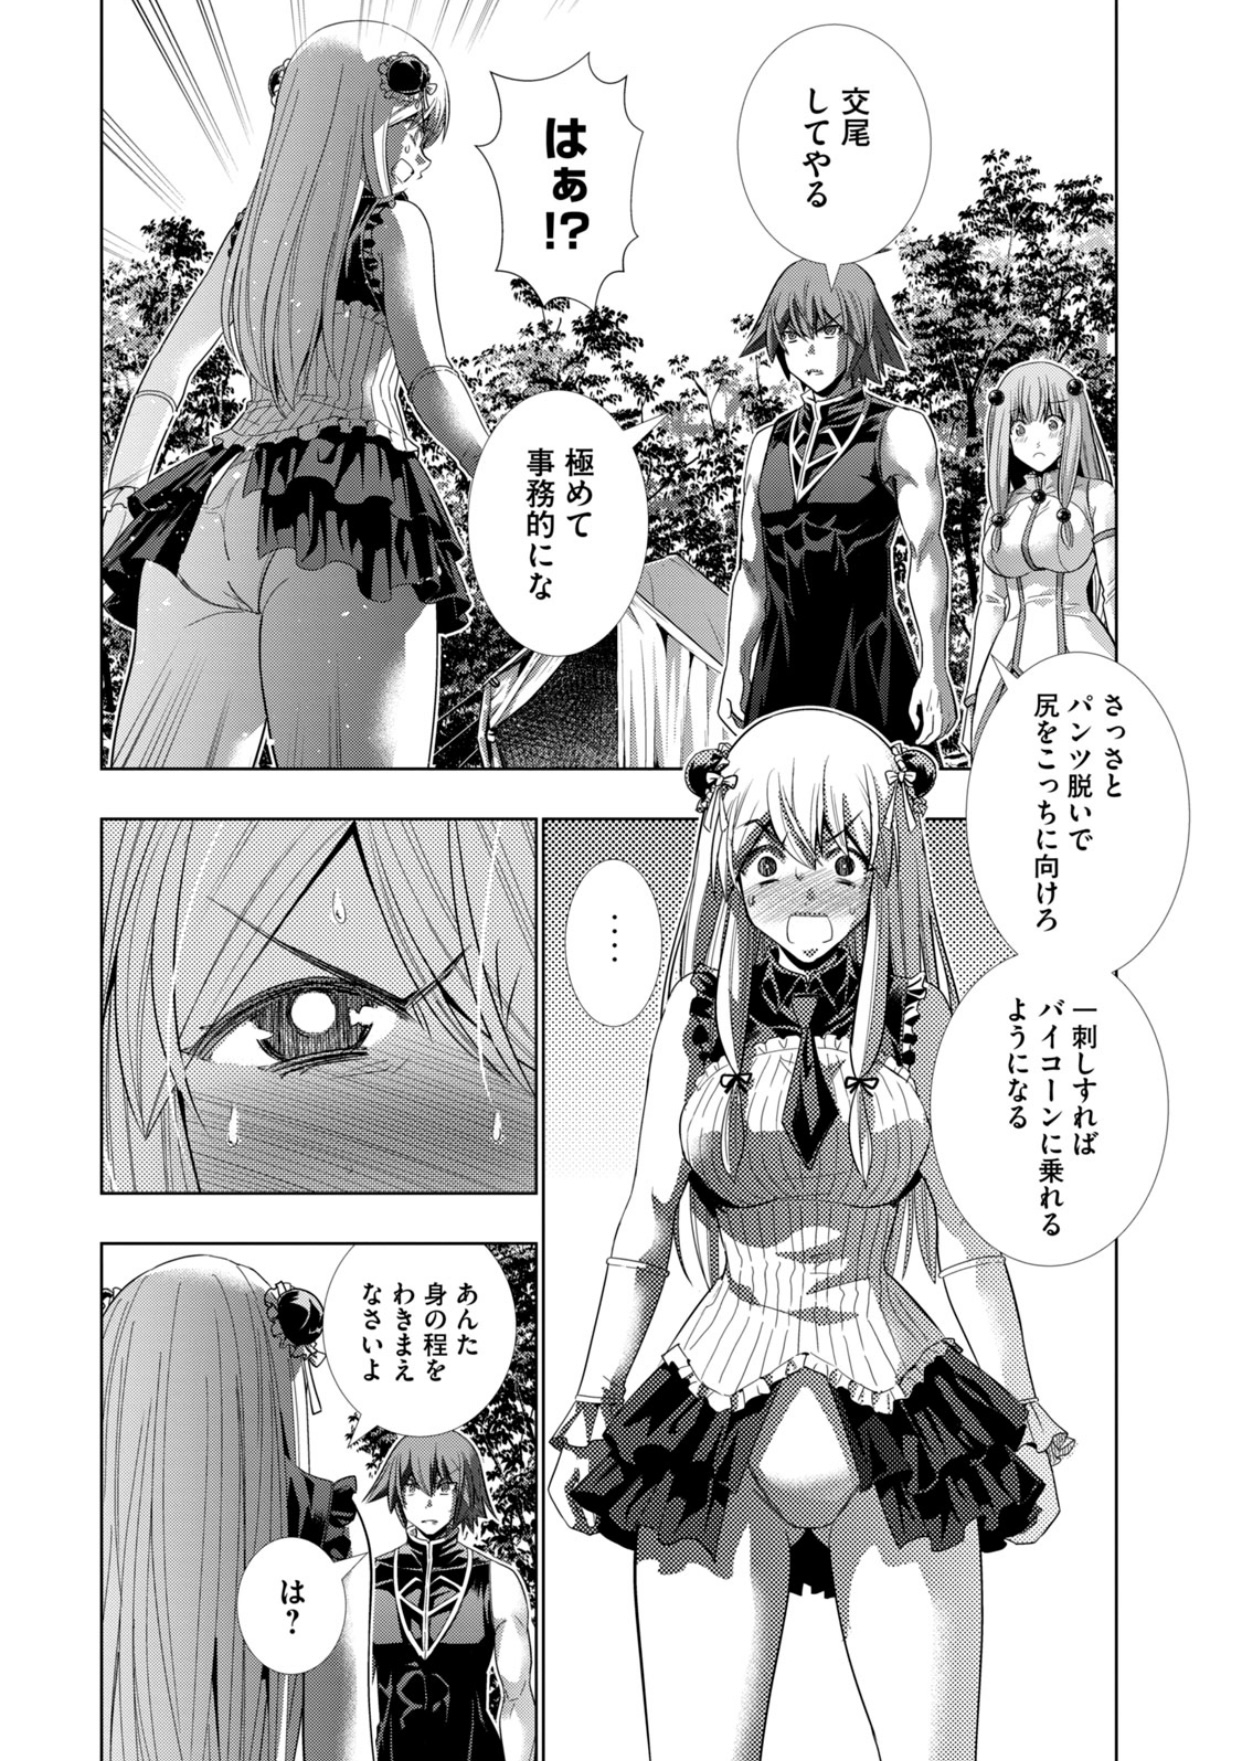 交尾
してやる
はぁ!?
極めて
事務的にな
さっさと
パンツ脱いで
尻をこっちに向けろ
一刺しすれば
バイコーンに乗れる
ようになる
‥‥
あんた
身の程を
わきまえ
なさいよ
は?